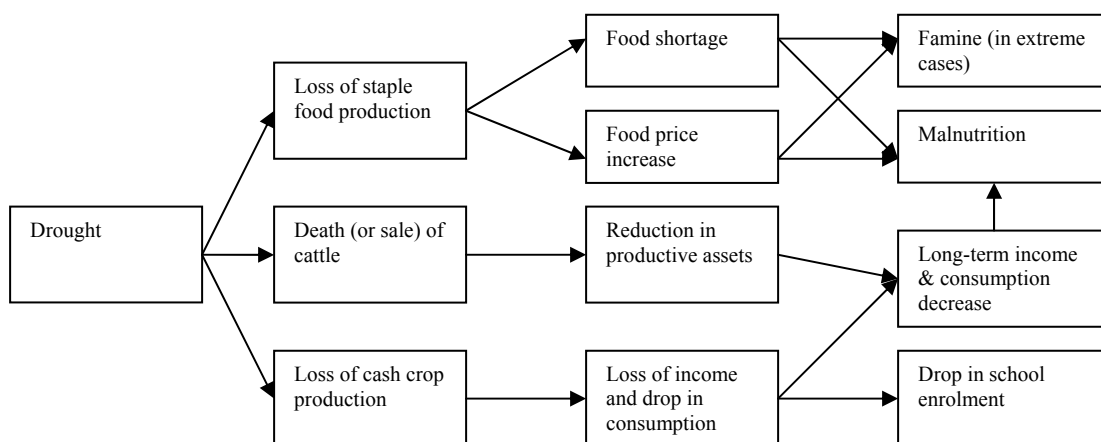 Drought
Loss of staple
food production
Death (or sale) of
cattle
Loss of cash crop
production
Food shortage
Food price
increase
Reduction in
productive assets
Loss of income
and drop in
consumption
Famine (in extreme
cases)
Malnutrition
Long-term income
& consumption
decrease
Drop in school
enrolment